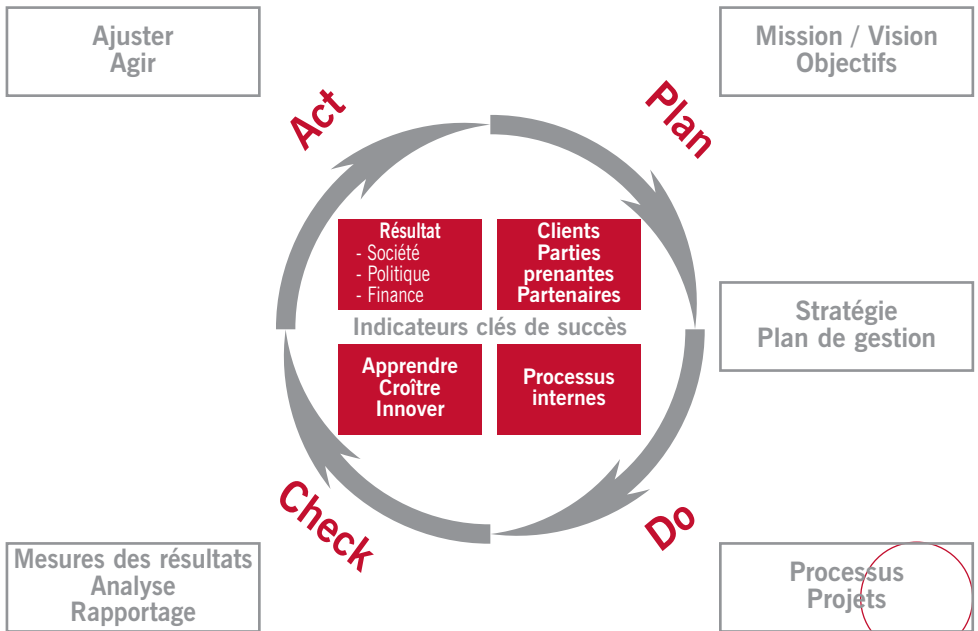 Ajuster
Agir
Mission / Vision
Objectifs
Act
Plan
Résultat
- Société
- Politique
- Finance
Clients
Parties
prenantes
Partenaires
Stratégie
Plan de gestion
Indicateurs clés de succès
Apprendre
Croître
Innover
Processus
internes
Check
Do
Mesures des résultats
Analyse
Rapportage
Processus
Projets